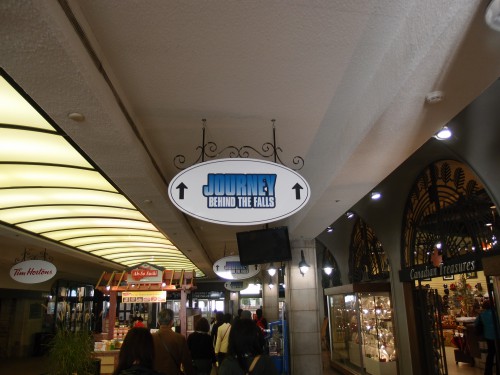 JOURNEY
BEHIND THE FALLS
Tim Hortons
Canadian Treasures